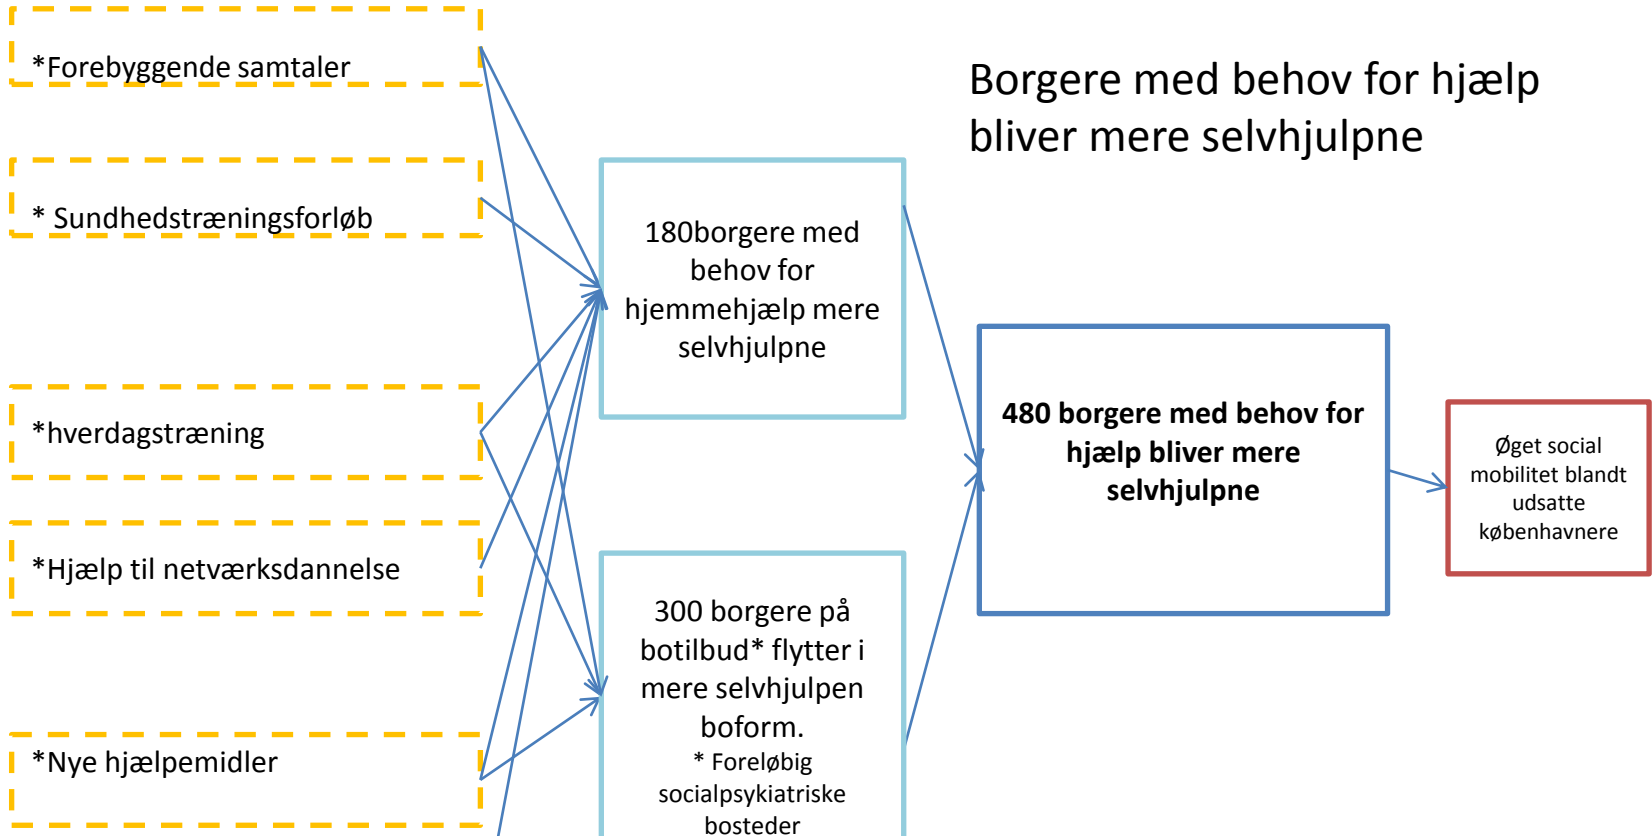 *Forebyggende samtaler
* Sundhedstræningsforløb
*hverdagstræning
*Hjælp til netværksdannelse
*Nye hjælpemidler
Borgere med behov for hjælp
bliver mere selvhjulpne
180borgere med
behov for
hjemmehjælp mere
selvhjulpne
300 borgere på
botilbud* flytter i
mere selvhjulpen
boform.
* Foreløbig
socialpsykiatriske
bosteder
480 borgere med behov for
hjælp bliver mere
selvhjulpne
Øget social
mobilitet blandt
udsatte
københavnere